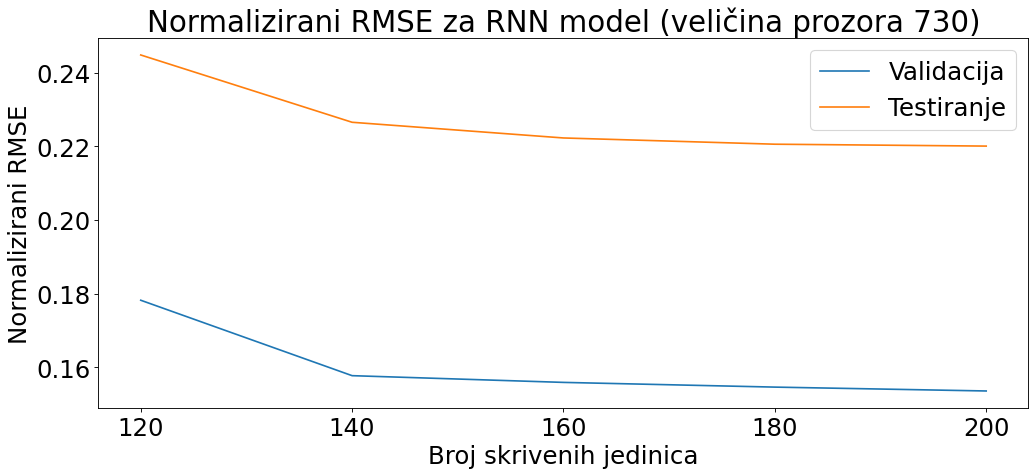 Normalizirani RMSE za RNN model (veličina prozora 730)
Validacija
Testiranje
Normalizirani RMSE
0.24
0.22
0.20
0.18
0.16
120 140 160 180 200
Broj skrivenih jedinica